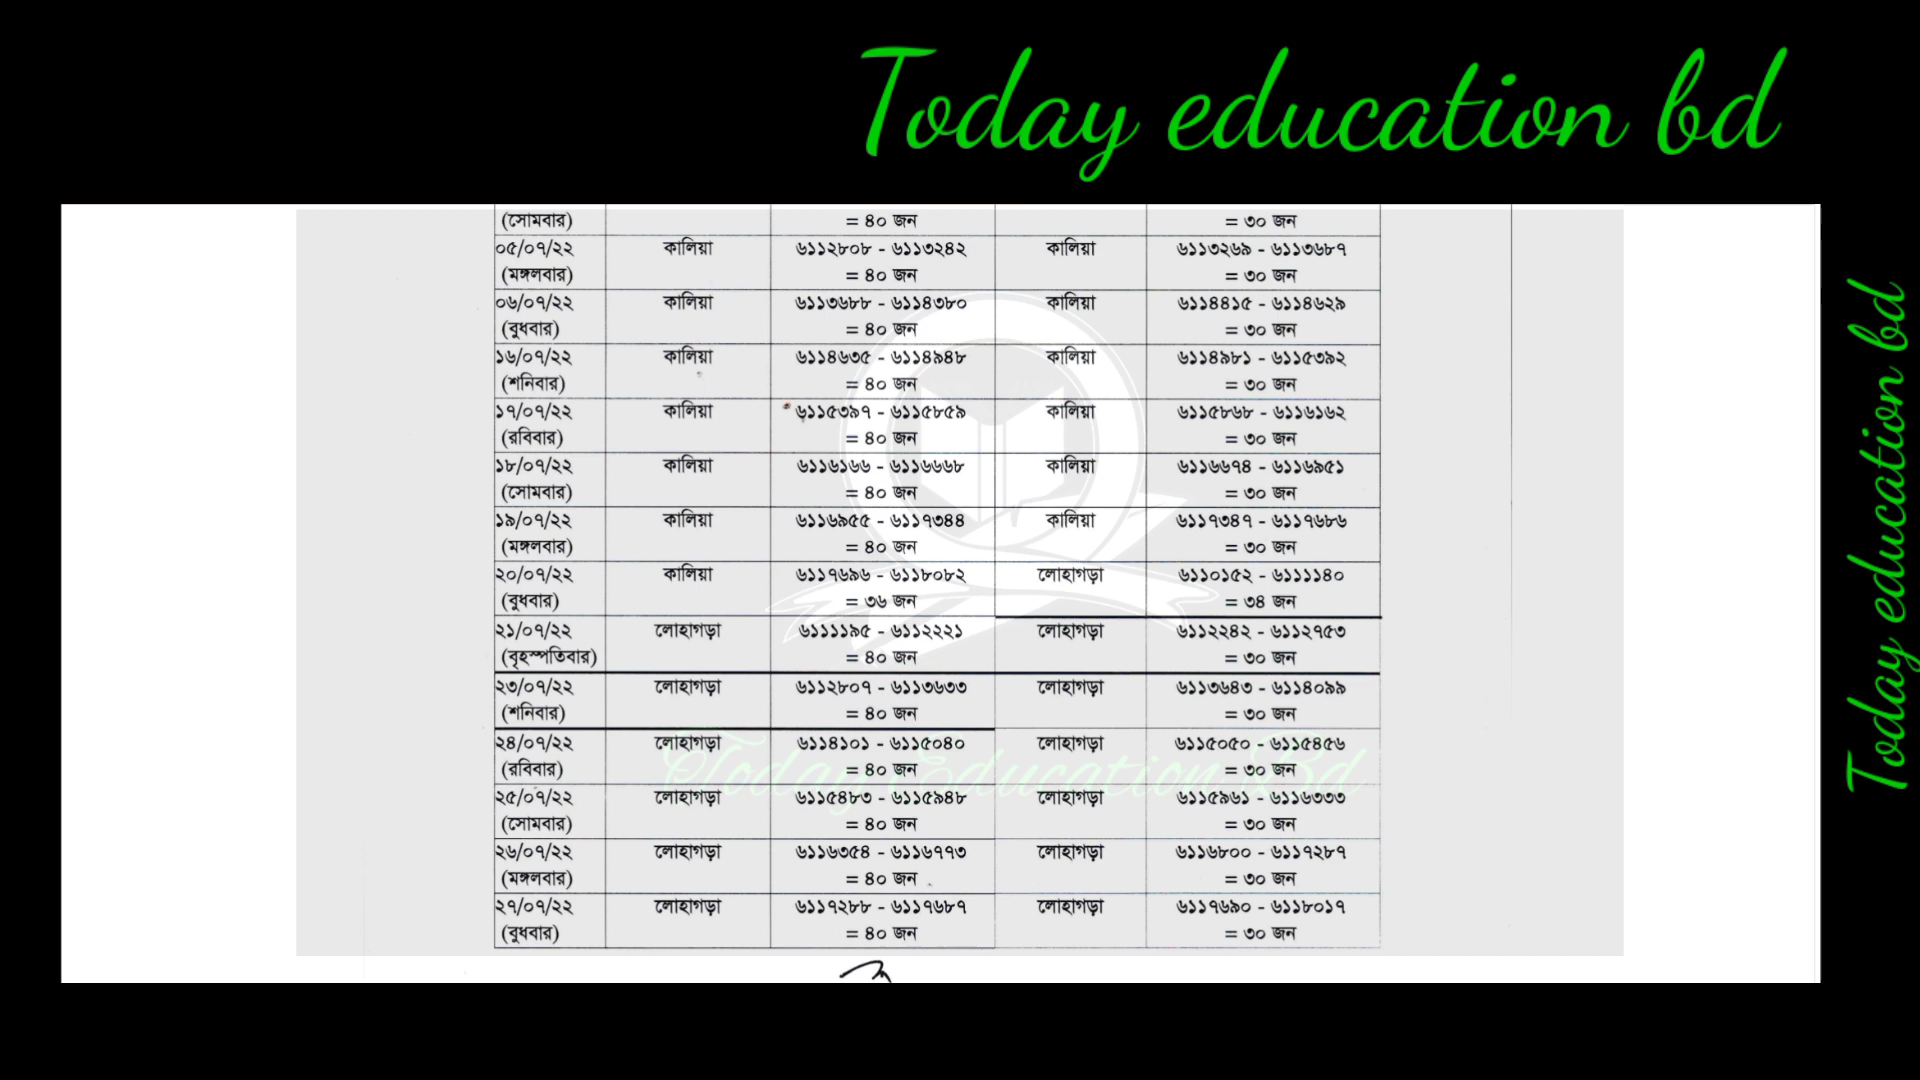 Today education bd
(সোমবার) = ৪০ জন = ৩০ জন
০৫/০৭/২২ কালিয়া ৬১১২৮০৮ - ৬১১৩২৪২ কালিয়া ৬১১৩২৬৯ - ৬১১৩৬৮৭
(মঙ্গলবার) = ৪০ জন = ৩০ জন
০৬/০৭/২২ কালিয়া ৬১১৩৬৮৮ - ৬১১৪৩৮০ কালিয়া ৬১১৪৪১৫ - ৬১১৪৬২৯
(বুধবার) = ৪০ জন = ৩০ জন
১৬/০৭/২২ কালিয়া ৬১১৪৬৩৫ - ৬১১৪৯৪৮ কালিয়া ৬১১৪৯৮১ - ৬১১৫৩৯২
(শনিবার) = ৪০ জন = ৩০ জন
১৭/০৭/২২ কালিয়া ৬১১৫৩৯৭ - ৬১১৫৮৫৯ কালিয়া ৬১১৫৮৬৮ - ৬১১৬১৬২
(রবিবার) = ৪০ জন = ৩০ জন
১৮/০৭/২২ কালিয়া ৬১১৬১৬৬ - ৬১১৬৬৬৮ কালিয়া ৬১১৬৬৭৪ - ৬১১৬৯৫১
(সোমবার) = ৪০ জন = ৩০ জন
১৯/০৭/২২ কালিয়া ৬১১৬৯৫৫ - ৬১১৭৩৪৪ কালিয়া ৬১১৭৩৪৭ - ৬১১৭৬৮৬
(মঙ্গলবার) = ৪০ জন = ৩০ জন
২০/০৭/২২ কালিয়া ৬১১৭৬৯৬ - ৬১১৮০৮২ লোহাগড়া ৬১১০১৫২ - ৬১১১১৪০
(বুধবার) = ৩৬ জন = ৩৪ জন
২১/০৭/২২ লোহাগড়া ৬১১১১৯৫ - ৬১১২২২১ লোহাগড়া ৬১১২২৪২ - ৬১১২৭৫৩
(বৃহস্পতিবার) = ৪০ জন = ৩০ জন
২৩/০৭/২২ লোহাগড়া ৬১১২৮০৭ - ৬১১৩৬৩৩ লোহাগড়া ৬১১৩৬৪৩ - ৬১১৪০৯৯
(শনিবার) = ৪০ জন = ৩০ জন
২৪/০৭/২২ লোহাগড়া ৬১১৪১০১ - ৬১১৫০৪০ লোহাগড়া ৬১১৫০৫০ - ৬১১৫৪৫৬
(রবিবার) = ৪০ জন = ৩০ জন
Today Education Bd
২৫/০৭/২২ লোহাগড়া ৬১১৫৪৮৩ - ৬১১৫৯৪৮ লোহাগড়া ৬১১৫৯৬১ - ৬১১৬৩৩৩
(সোমবার) = ৪০ জন = ৩০ জন
২৬/০৭/২২ লোহাগড়া ৬১১৬৩৫৪ - ৬১১৬৭৭৩ লোহাগড়া ৬১১৬৮০০ - ৬১১৭২৮৭
(মঙ্গলবার) = ৪০ জন = ৩০ জন
২৭/০৭/২২ লোহাগড়া ৬১১৭২৮৮ - ৬১১৭৬৮৭ লোহাগড়া ৬১১৭৬৯০ - ৬১১৮০১৭
(বুধবার) = ৪০ জন = ৩০ জন
Today education bd